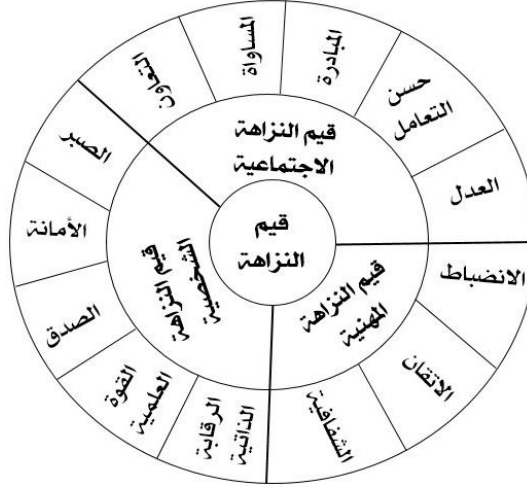 قيم
النزاهة
قيم النزاهة
الاجتماعية
التعاون
المساواة
المبادرة
حسن
التعامل
العدل
قيم النزاهة
المهنية
الانضباط
الاتقان
الشفافية
قيم النزاهة
الشخصية
الرقابة
الذاتية
القوة
العلمية
الصدق
الأمانة
الصبر